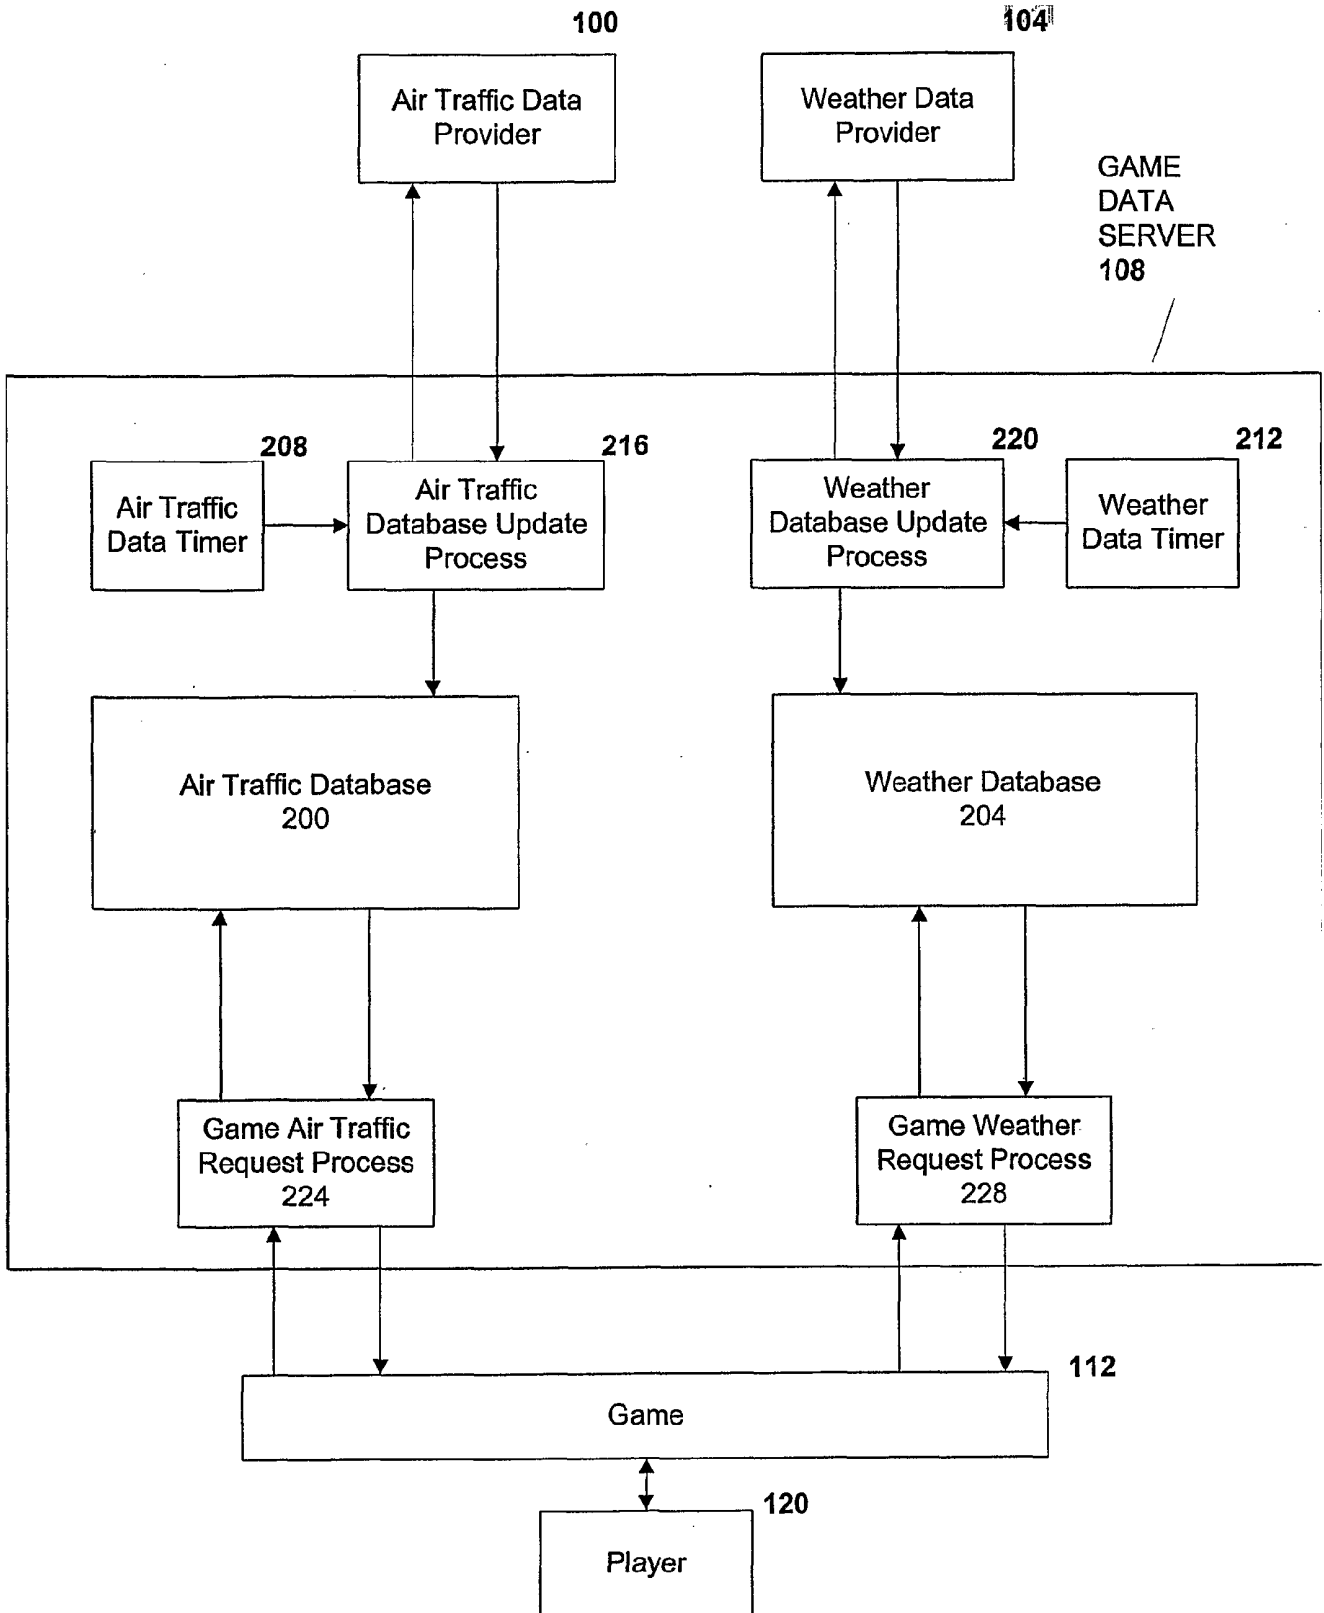 100
104
Air Traffic Data
Provider
Weather Data
Provider
GAME
DATA
SERVER
108
208
216
220
212
Air Traffic
Data Timer
Air Traffic
Database Update
Process
Weather
Database Update
Process
Weather
Data Timer
Air Traffic Database
200
Weather Database
204
Game Air Traffic
Request Process
224
Game Weather
Request Process
228
112
Game
120
Player